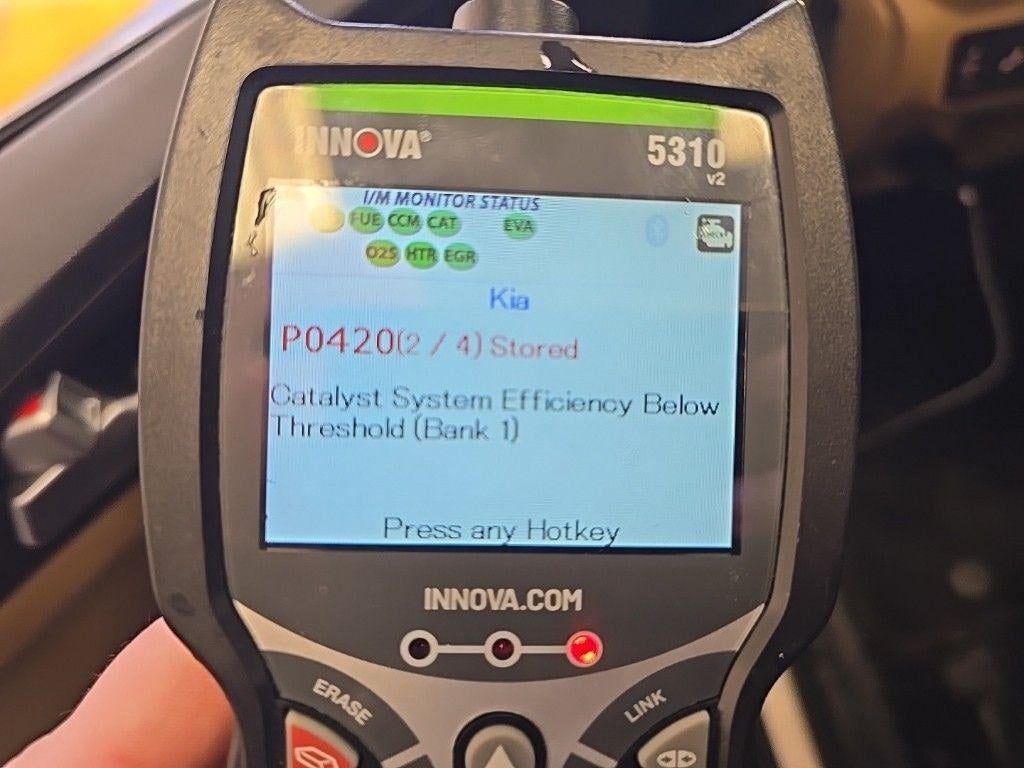 INNOVA®
5310
v2
I/M MONITOR STATUS
FUE CCM CAT EVA
O2S HTR EGR
Kia
P0420(2 / 4) Stored
Catalyst System Efficiency Below
Threshold (Bank 1)
Press any Hotkey
INNOVA.COM
ERASE
LINK